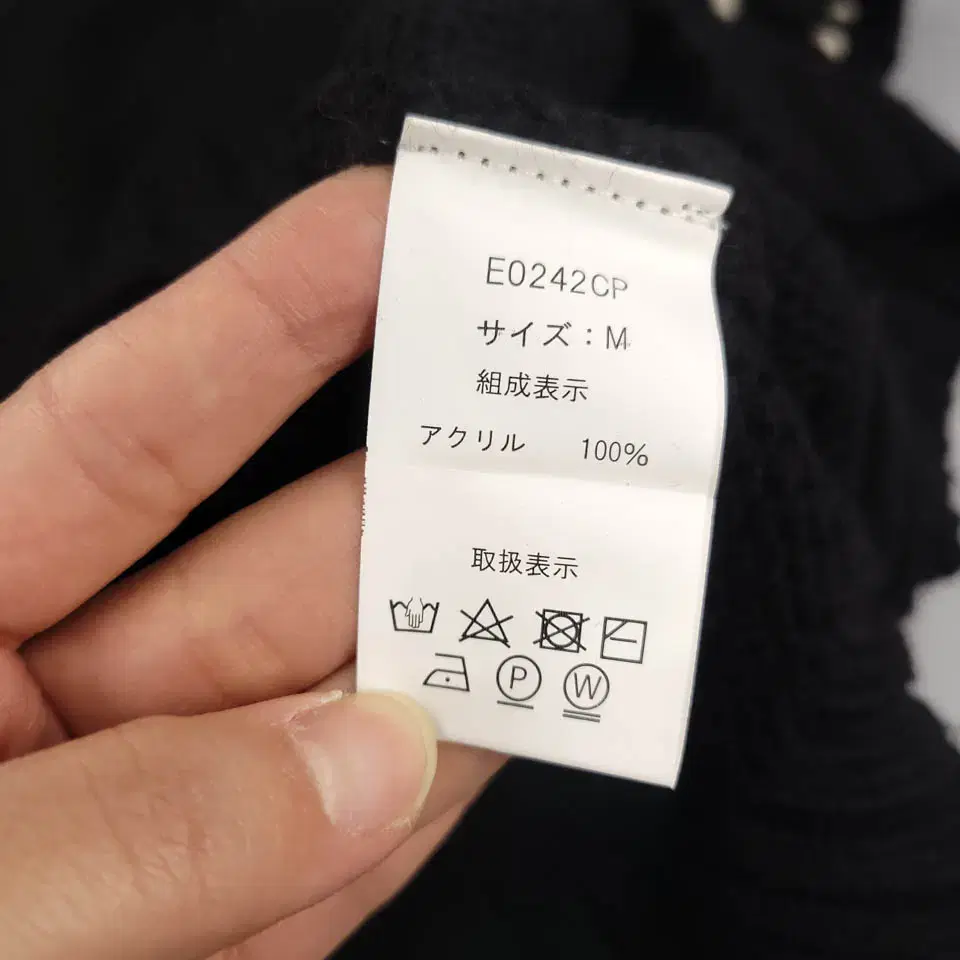 E0242CP
サイズ：M
組成表示
アクリル 100%
取扱表示
P W